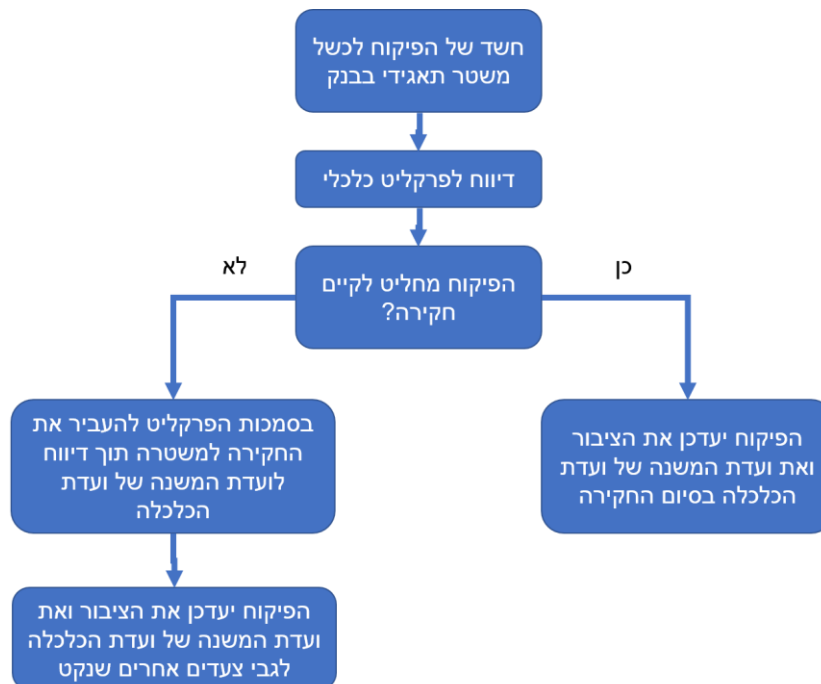 חשד של הפיקוח לכשל
משטר תאגידי בבנק
דיווח לפרקליט כלכלי
הפיקוח מחליט לקיים
חקירה?
כן
לא
הפיקוח יעדכן את הציבור
ואת ועדת המשנה של ועדת
הכלכלה בסיום החקירה
בסמכות הפרקליט להעביר את
החקירה למשטרה תוך דיווח
לועדת המשנה של ועדת
הכלכלה
הפיקוח יעדכן את הציבור ואת
ועדת המשנה של ועדת הכלכלה
לגבי צעדים אחרים שנקט